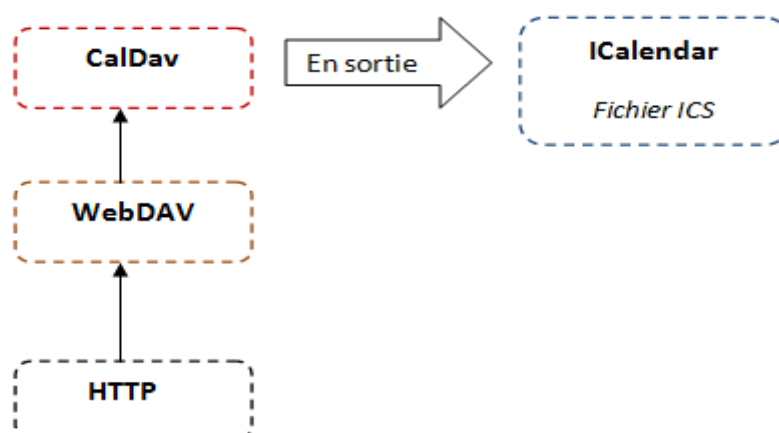 CalDav
En sortie
ICalendar
Fichier ICS
WebDAV
HTTP